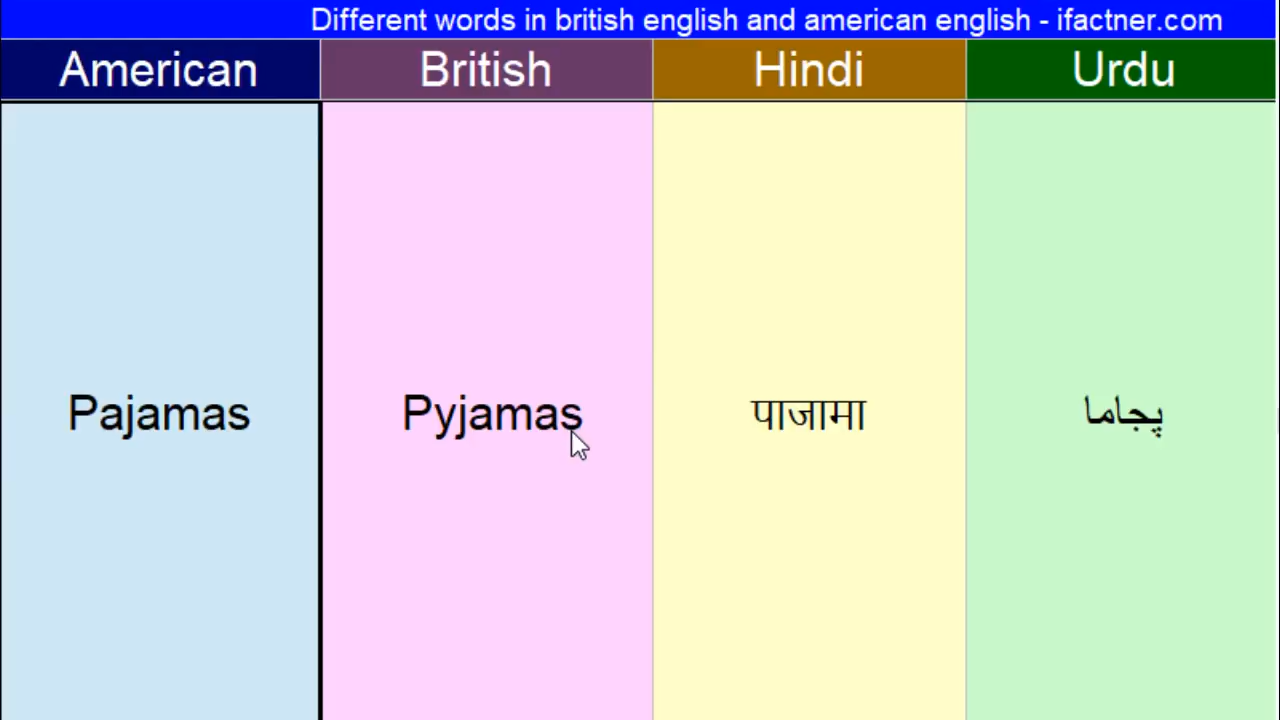 Different words in british english and american english - ifactner.com
American British Hindi Urdu
Pajamas Pyjamas पाजामा پجاما